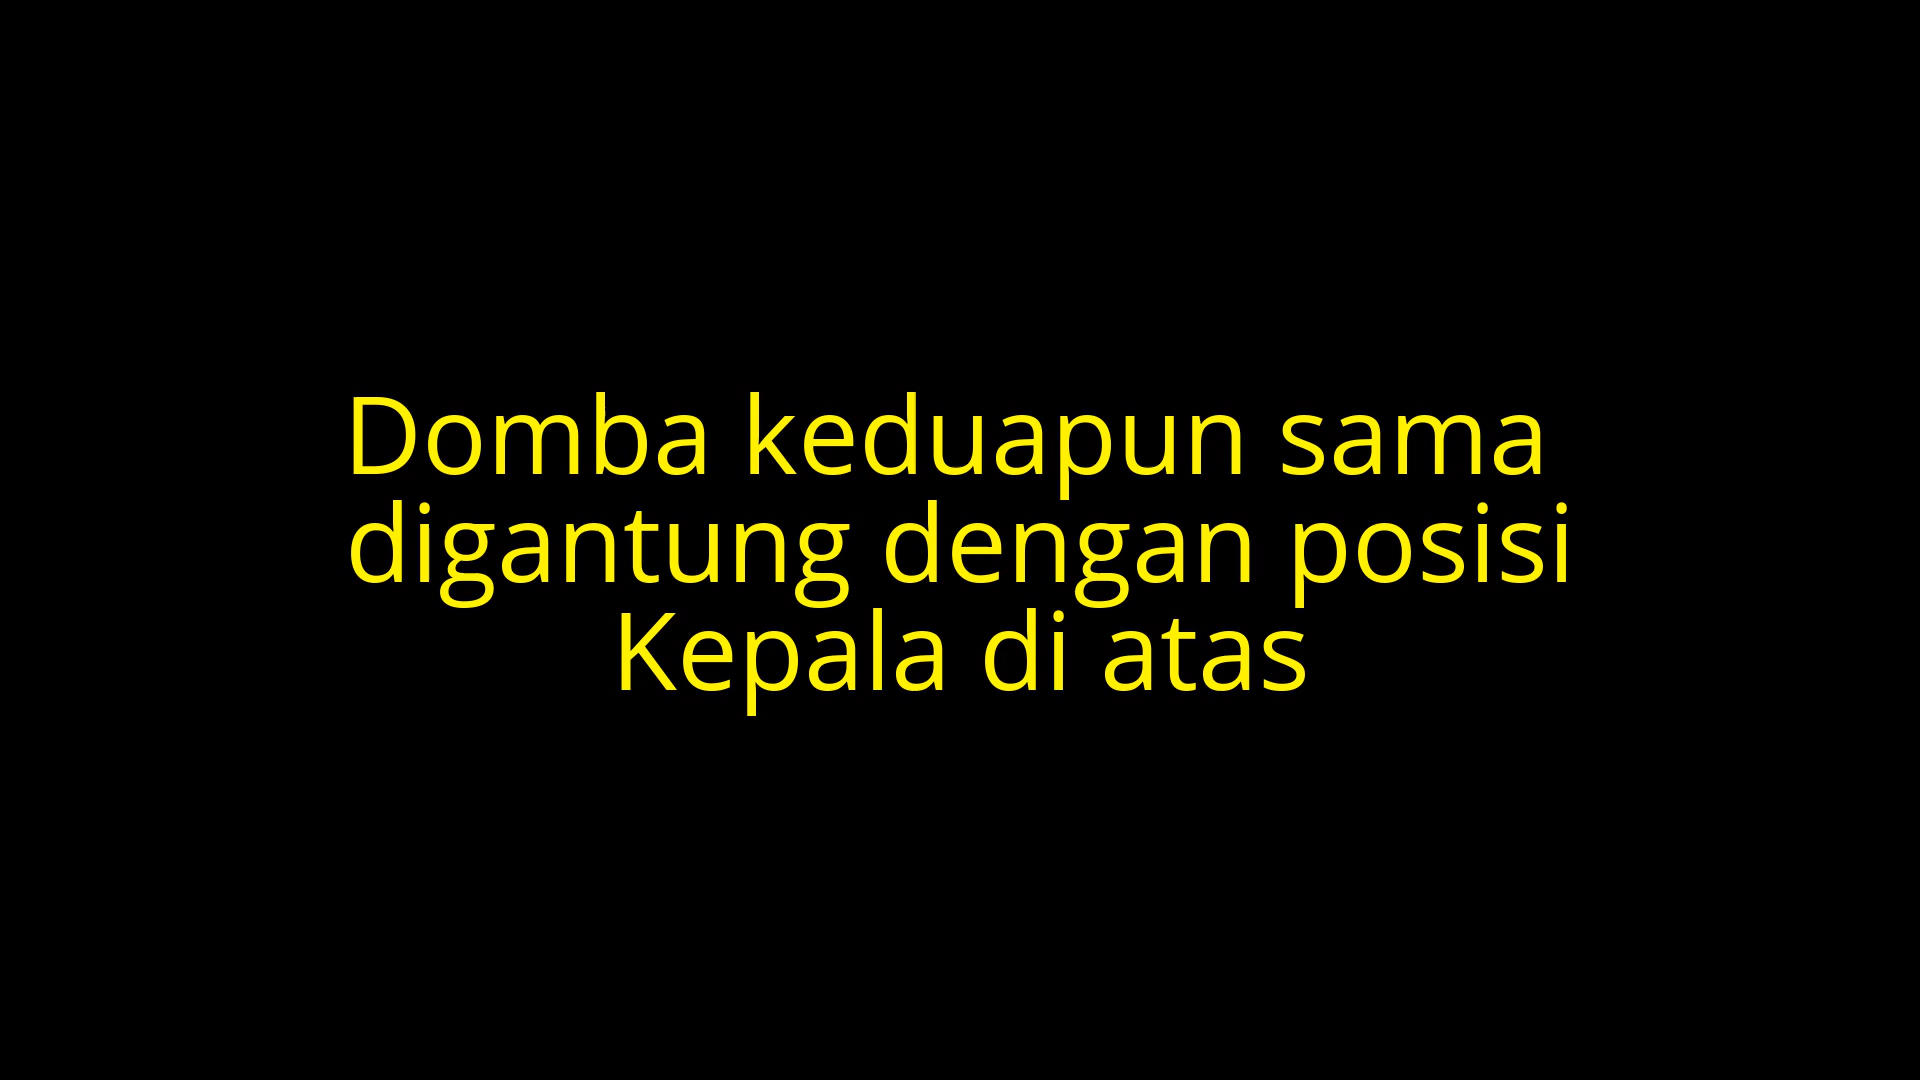 Domba keduapun sama
digantung dengan posisi
Kepala di atas